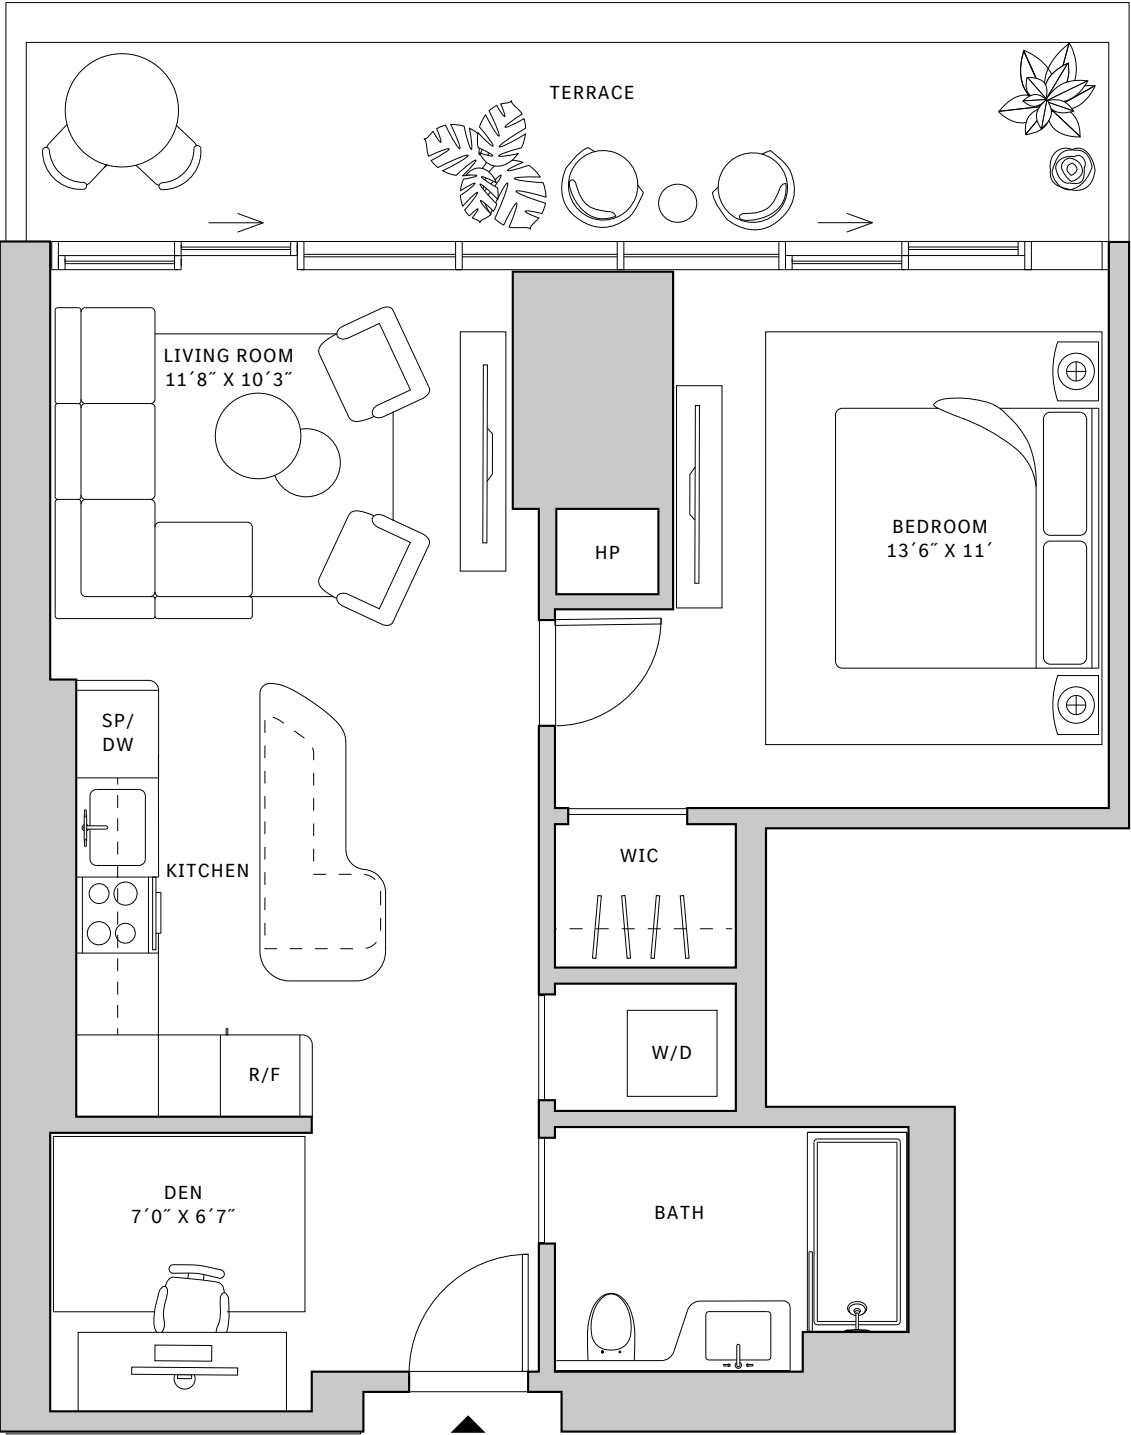 TERRACE
LIVING ROOM
11´8˝ X 10´3˝
HP
BEDROOM
13´6˝ X 11´
SP/
DW
KITCHEN
WIC
W/D
R/F
DEN
7´0˝ X 6´7˝
BATH